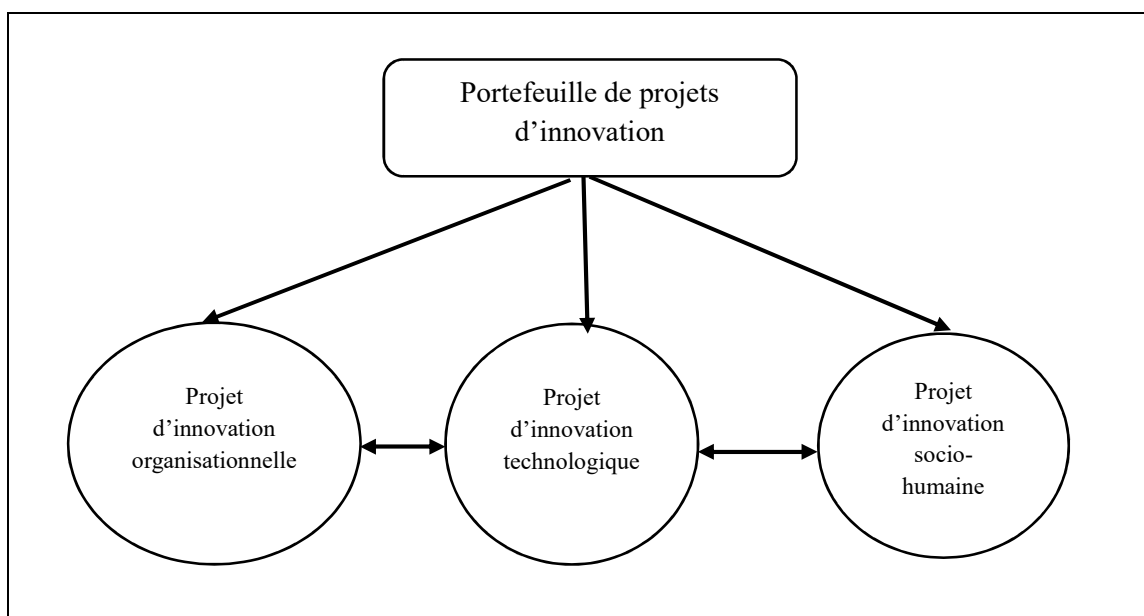 Portefeuille de projets
d’innovation
Projet
d’innovation
organisationnelle
Projet
d’innovation
technologique
Projet
d’innovation
socio-
humaine